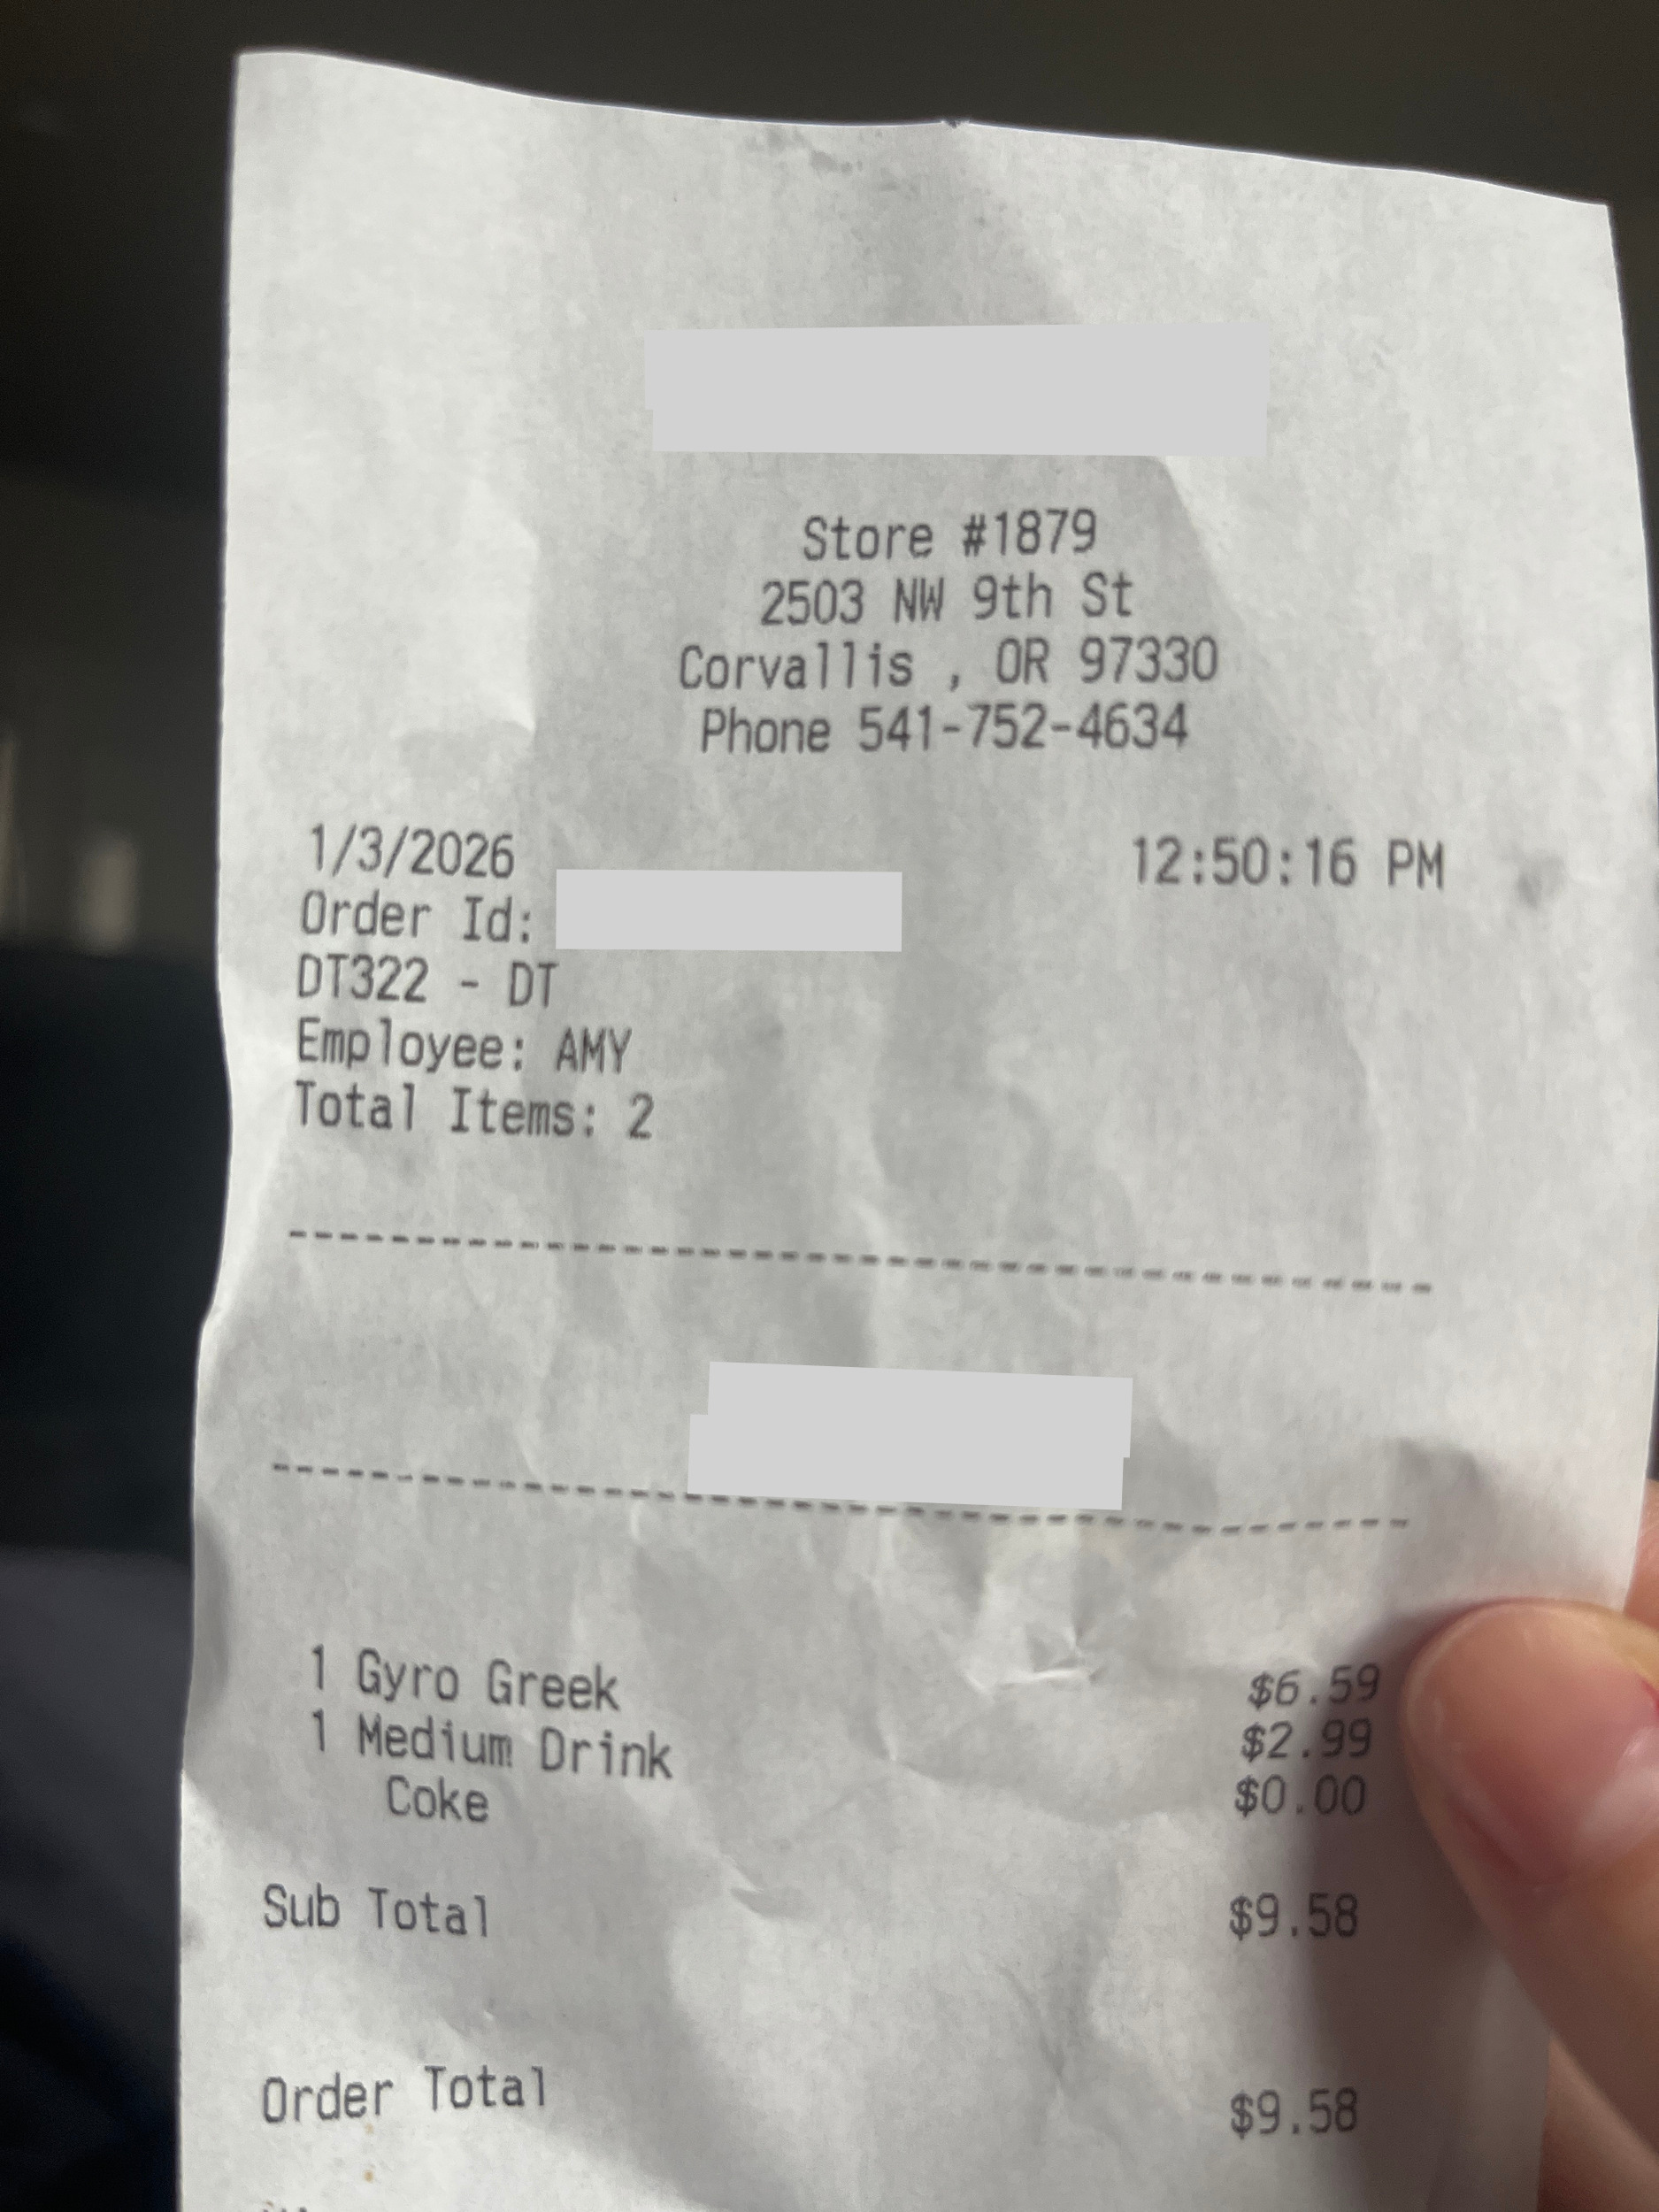 Store #1879
2503 NW 9th St
Corvallis , OR 97330
Phone 541-752-4634
1/3/2026 12:50:16 PM
Order Id:
DT322 - DT
Employee: AMY
Total Items: 2
1 Gyro Greek $6.59
1 Medium Drink $2.99
Coke $0.00
Sub Total $9.58
Order Total $9.58